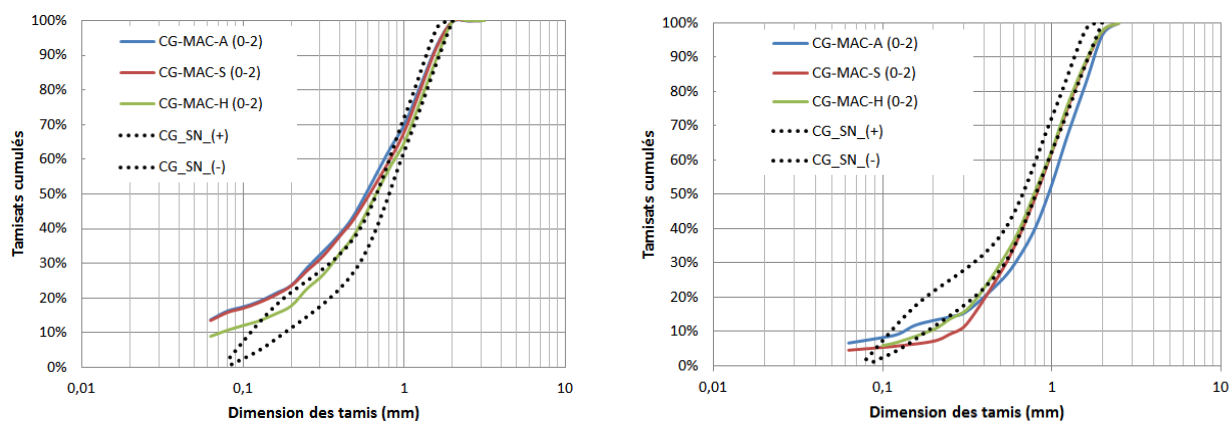 100%
90%
80%
70%
60%
50%
40%
30%
20%
10%
0%
Tamisats cumulés
CG-MAC-A (0-2)
CG-MAC-S (0-2)
CG-MAC-H (0-2)
CG_SN_(+)
CG_SN_(-)
0,01
0,1
1
10
Dimension des tamis (mm)
100%
90%
80%
70%
60%
50%
40%
30%
20%
10%
0%
Tamisats cumulés
CG-MAC-A (0-2)
CG-MAC-S (0-2)
CG-MAC-H (0-2)
CG_SN_(+)
CG_SN_(-)
0,01
0,1
1
10
Dimension des tamis (mm)